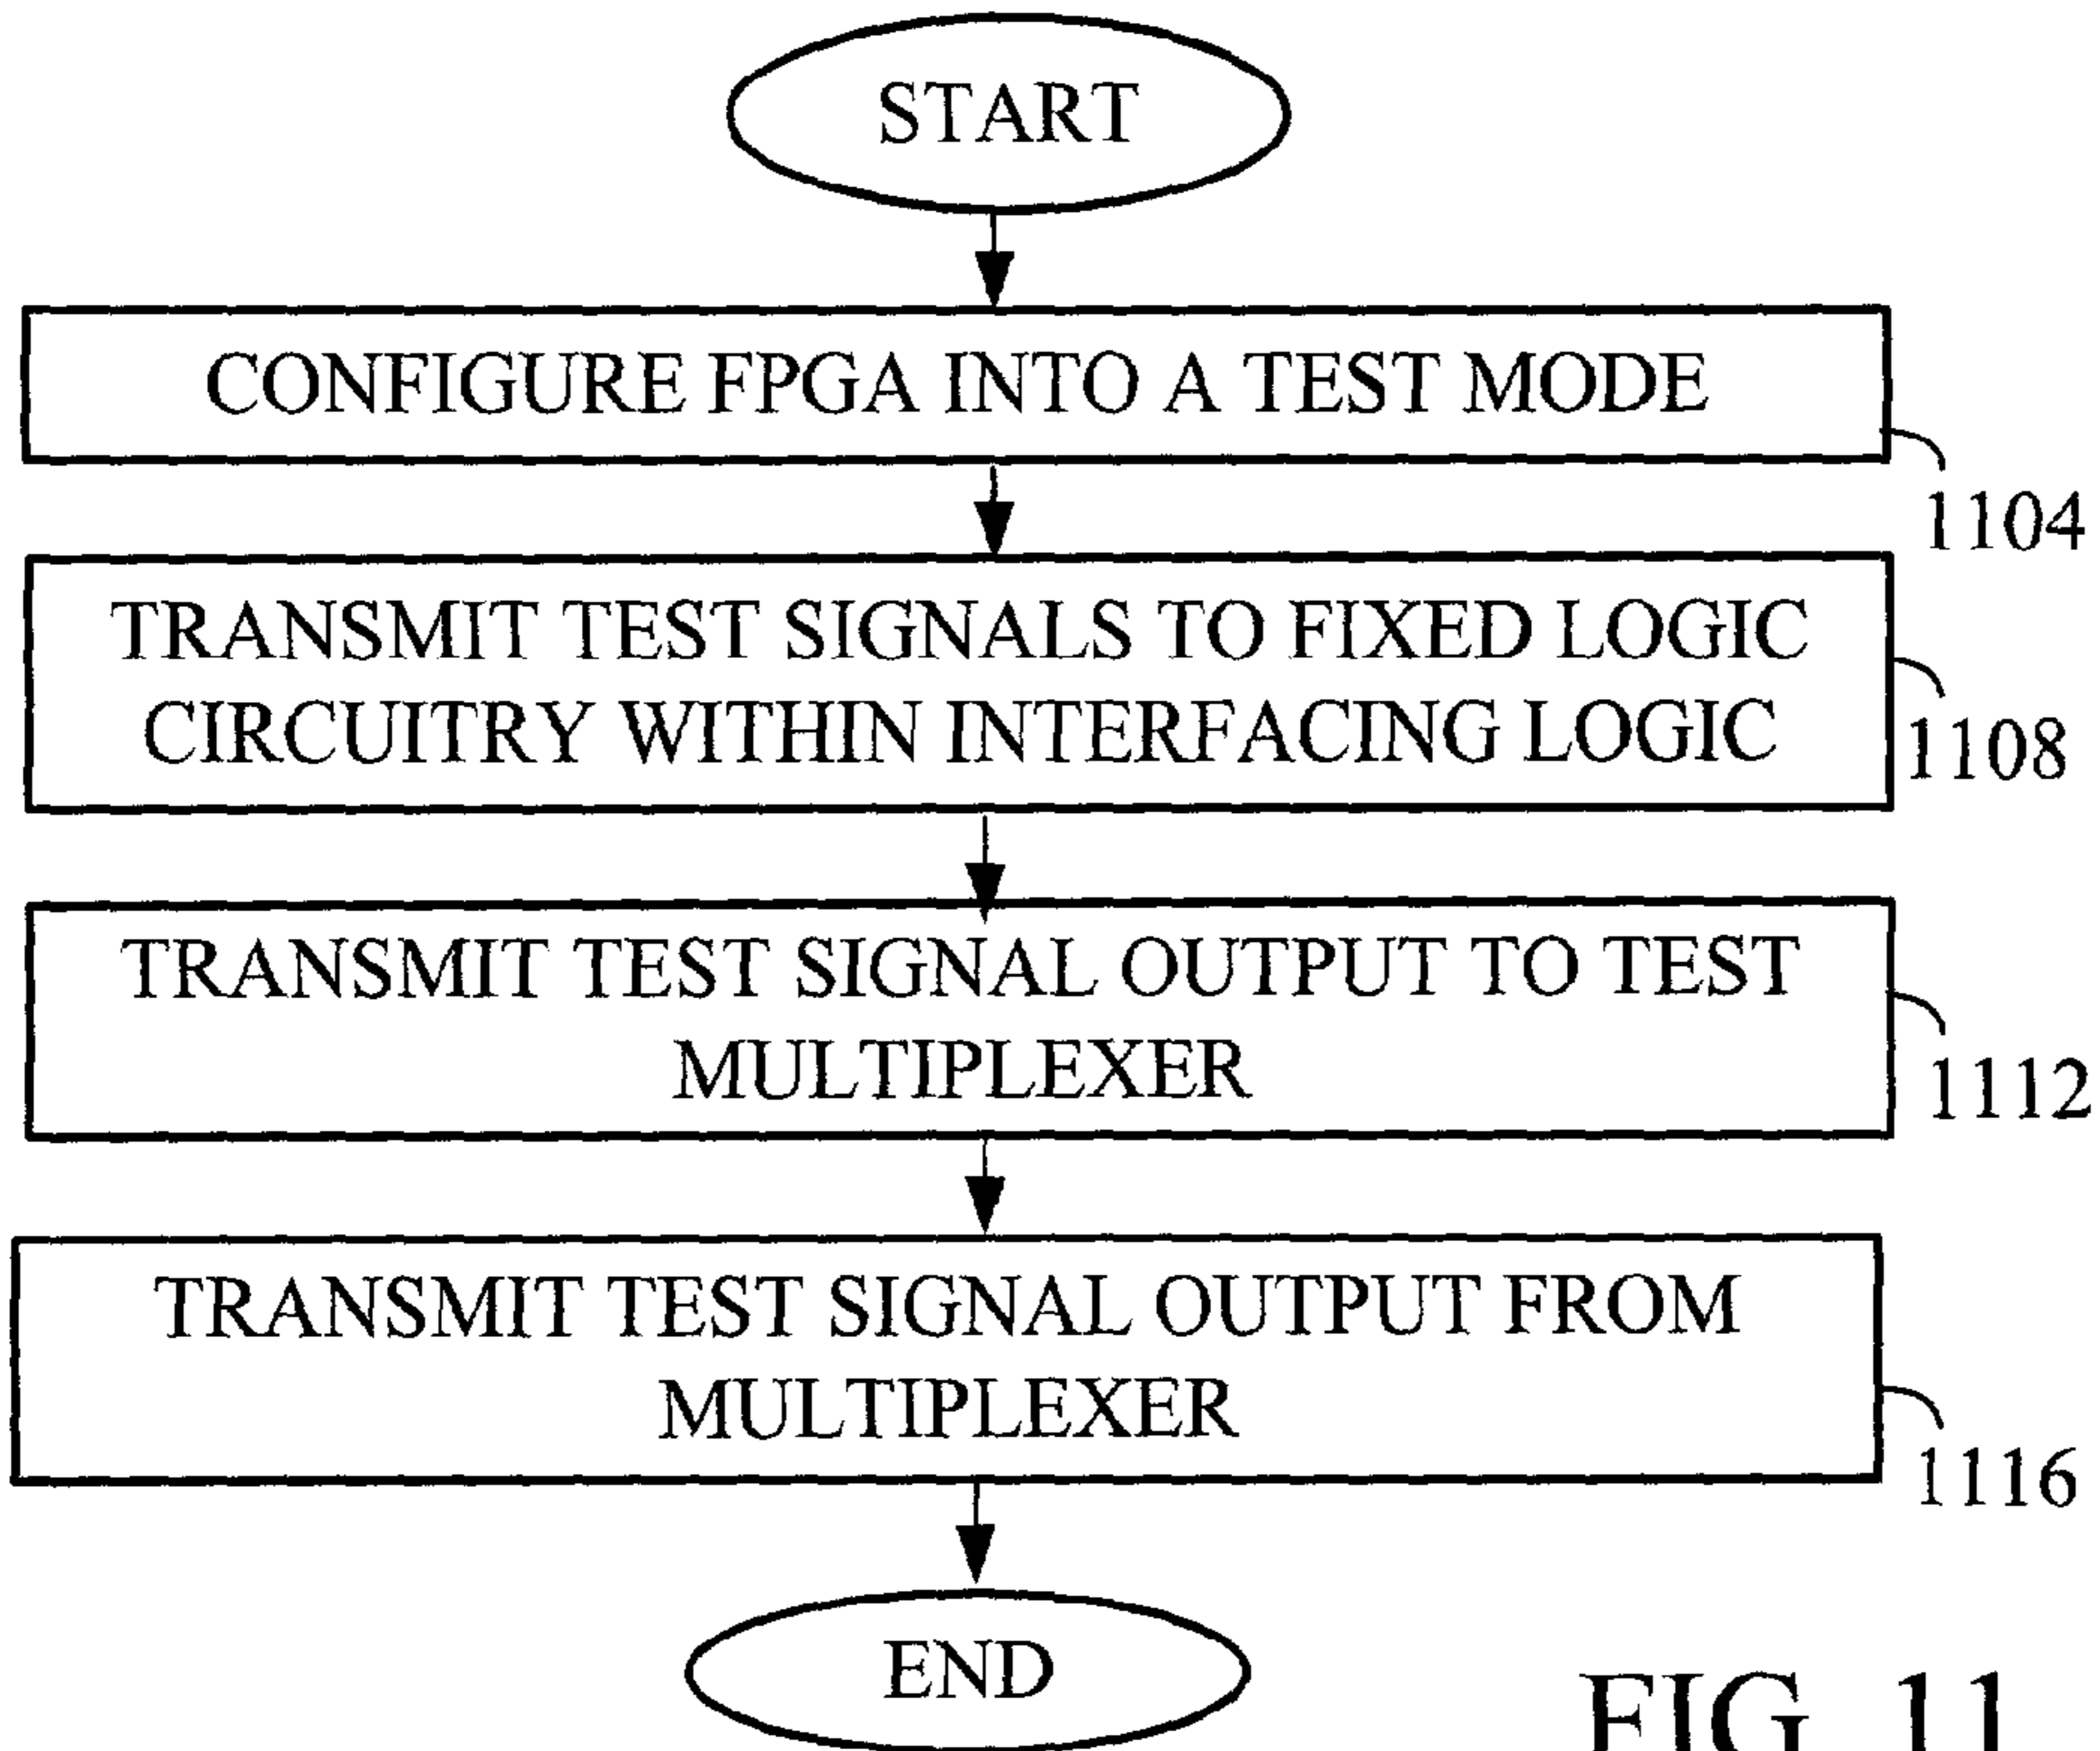 START
CONFIGURE FPGA INTO A TEST MODE
1104
TRANSMIT TEST SIGNALS TO FIXED LOGIC
CIRCUITRY WITHIN INTERFACING LOGIC
1108
TRANSMIT TEST SIGNAL OUTPUT TO TEST
MULTIPLEXER
1112
TRANSMIT TEST SIGNAL OUTPUT FROM
MULTIPLEXER
1116
END
FIG. 11